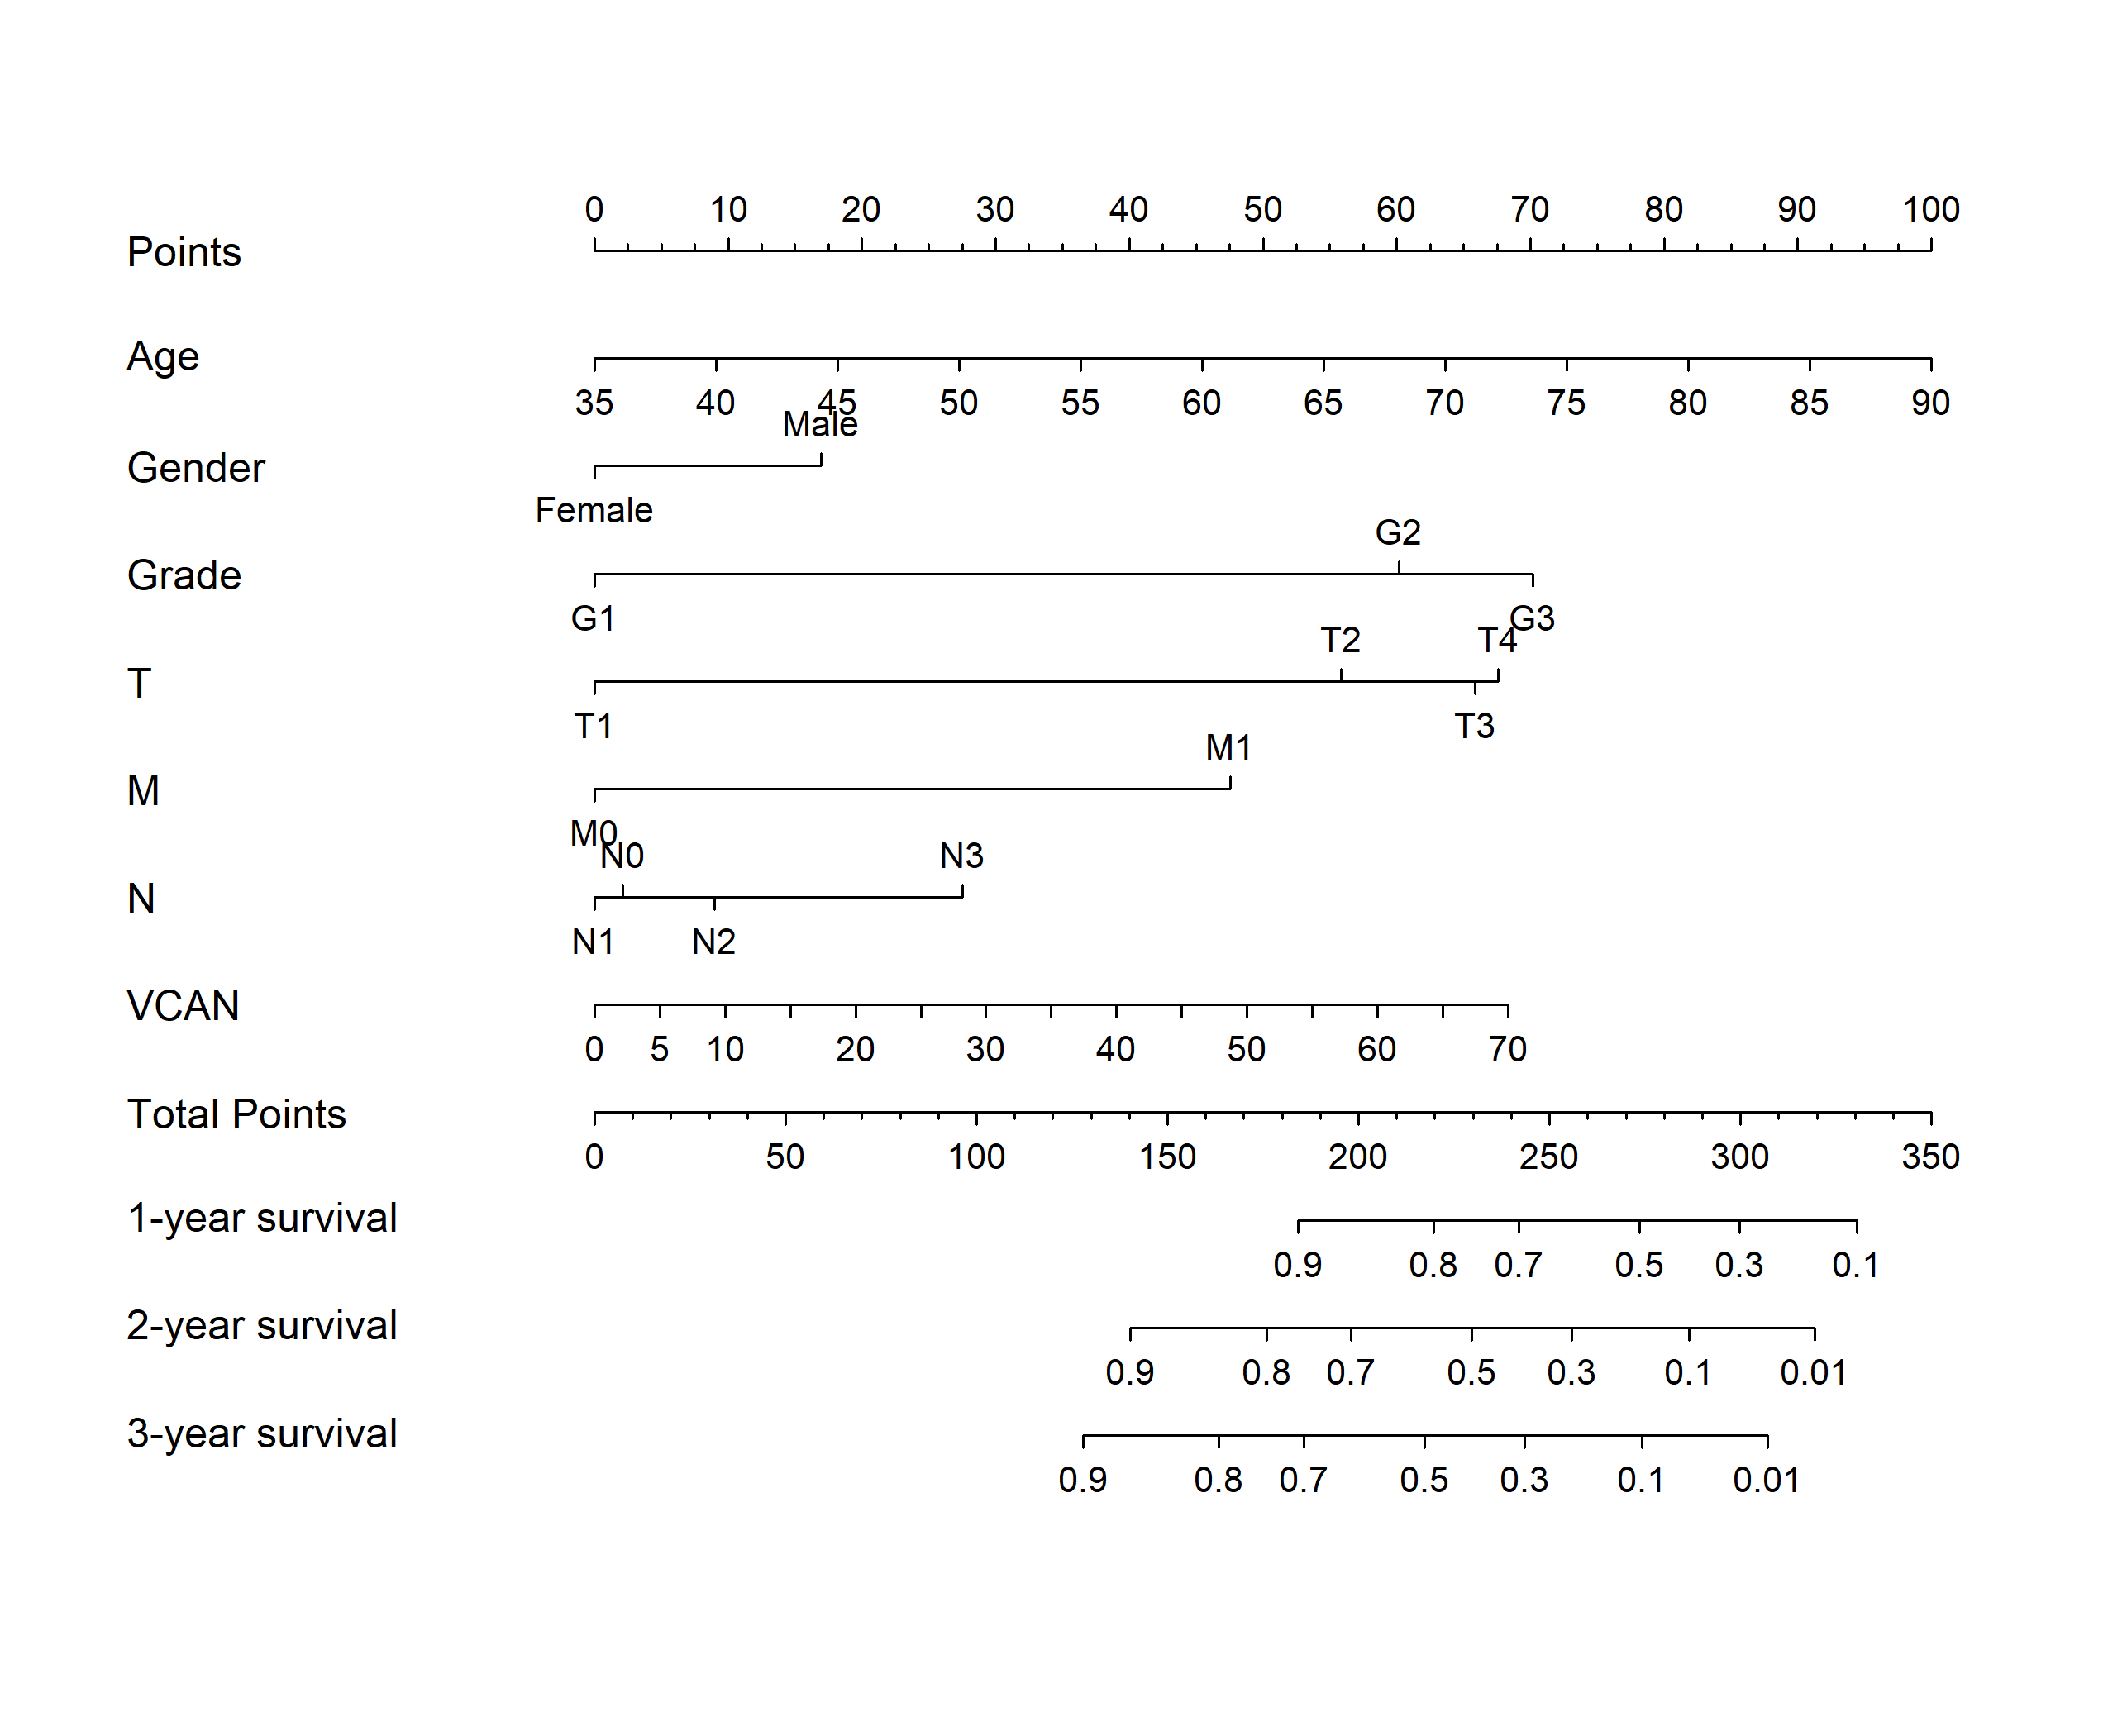 0 10 20 30 40 50 60 70 80 90 100
Points
Age
35 40 45 50 55 60 65 70 75 80 85 90
Male
Gender
Female
G2
Grade
G1 G3
T2 T4
T
T1 T3
M1
M
M0
N0 N3
N
N1 N2
VCAN
0 5 10 20 30 40 50 60 70
Total Points
0 50 100 150 200 250 300 350
1-year survival
0.9 0.8 0.7 0.5 0.3 0.1
2-year survival
0.9 0.8 0.7 0.5 0.3 0.1 0.01
3-year survival
0.9 0.8 0.7 0.5 0.3 0.1 0.01